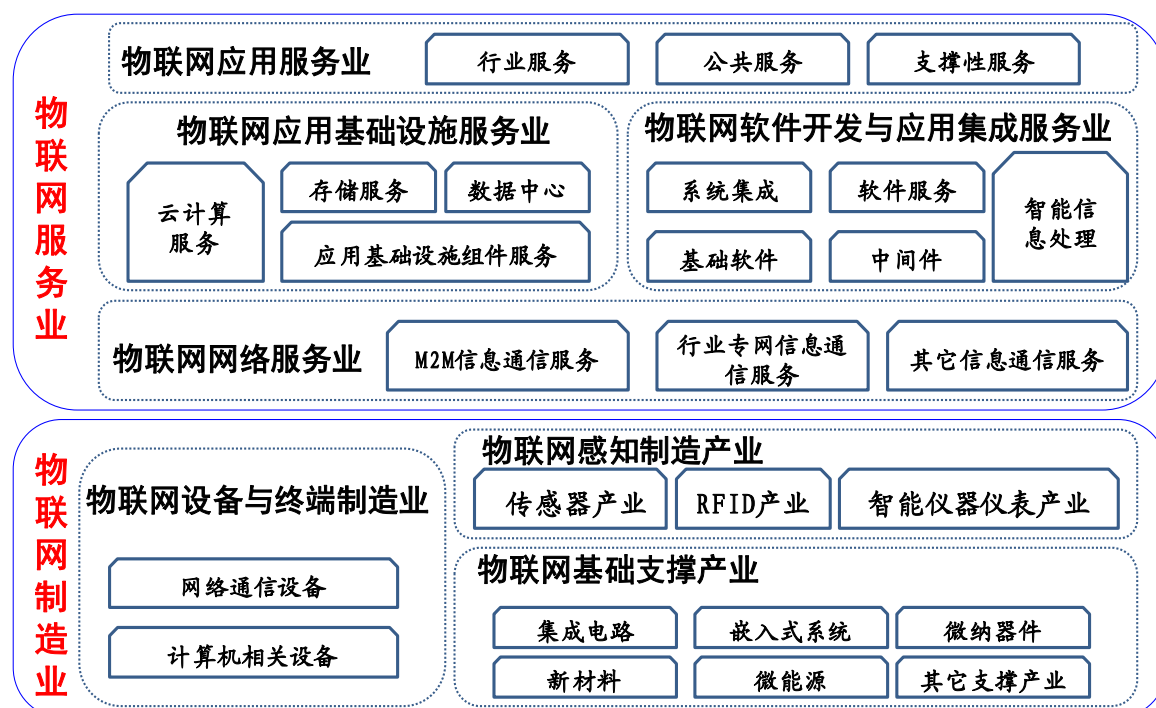 物联网服务业
物联网应用服务业
行业服务
公共服务
支撑性服务
物联网应用基础设施服务业
云计算
服务
存储服务
数据中心
应用基础设施组件服务
物联网软件开发与应用集成服务业
系统集成
软件服务
智能信
息处理
基础软件
中间件
物联网网络服务业
M2M信息通信服务
行业专网信息通
信服务
其它信息通信服务
物联网制造业
物联网设备与终端制造业
网络通信设备
计算机相关设备
物联网感知制造产业
传感器产业
RFID产业
智能仪器仪表产业
物联网基础支撑产业
集成电路
嵌入式系统
微纳器件
新材料
微能源
其它支撑产业